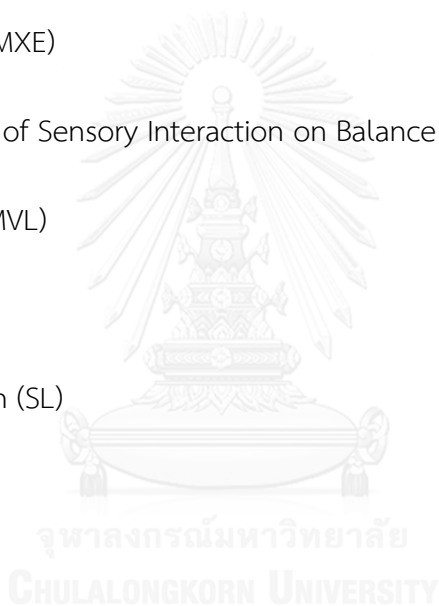 MXE)
of Sensory Interaction on Balance
MVL)
n (SL)
จุฬาลงกรณ์มหาวิทยาลัย
CHULALONGKORN UNIVERSITY